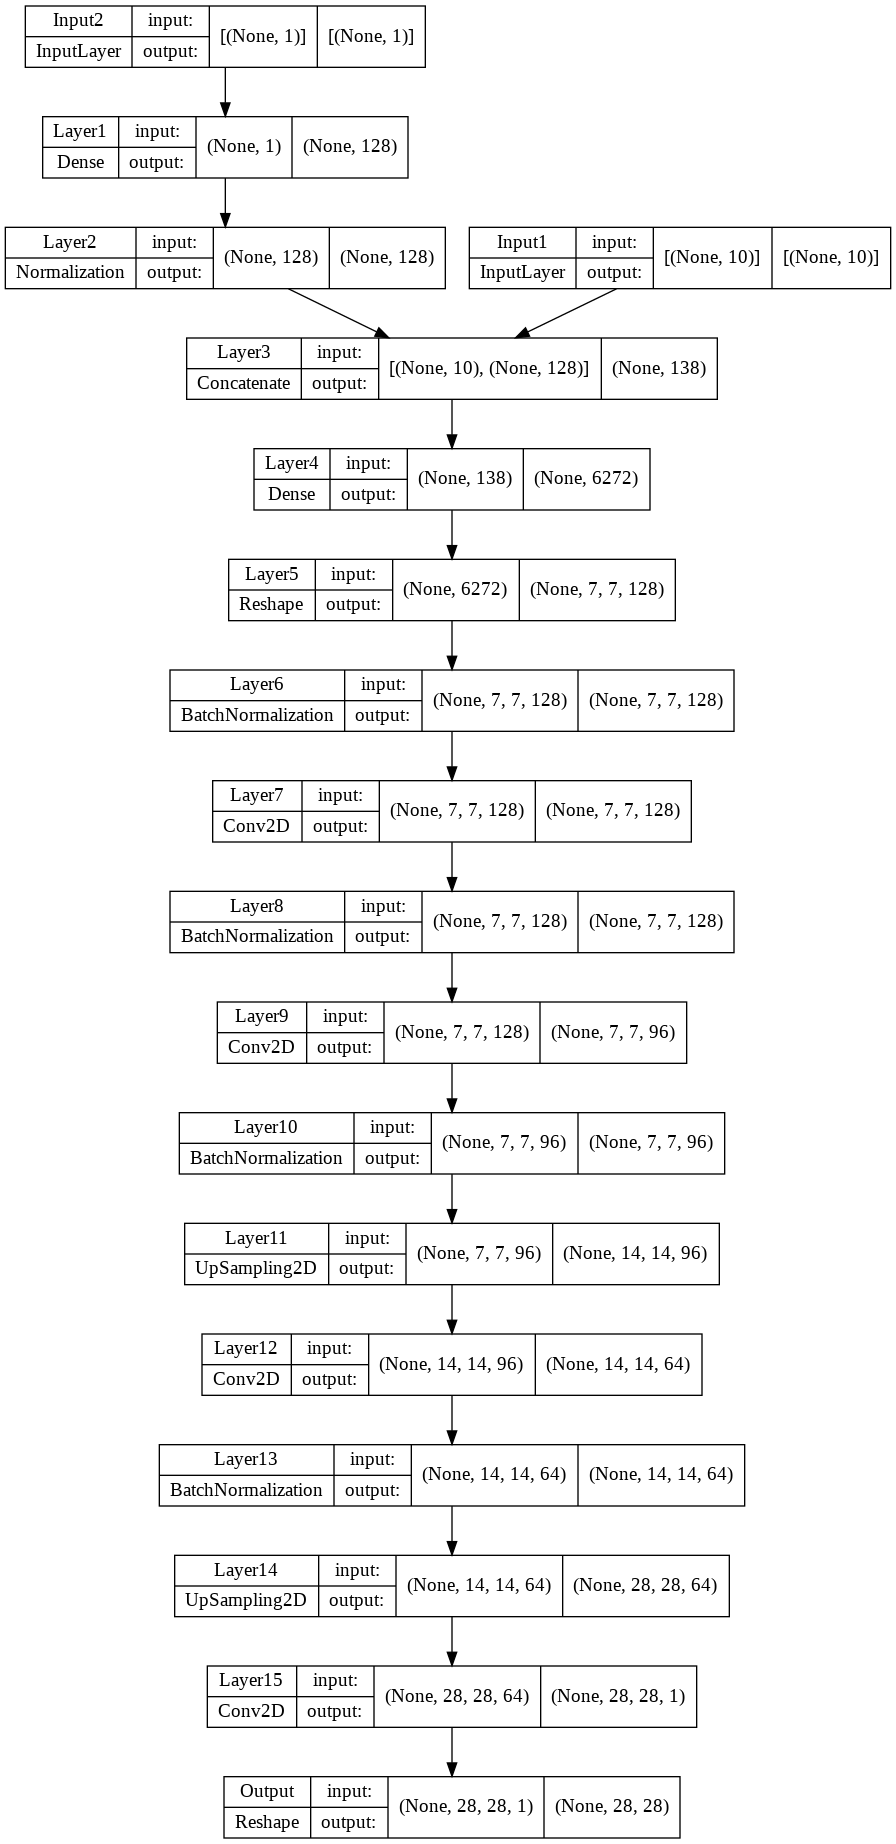 Input2 input: [(None, 1)] [(None, 1)]
InputLayer output:
Layer1 input: (None, 1) (None, 128)
Dense output:
Layer2 input: (None, 128) (None, 128)
Normalization output:
Input1 input: [(None, 10)] [(None, 10)]
InputLayer output:
Layer3 input: [(None, 10), (None, 128)] (None, 138)
Concatenate output:
Layer4 input: (None, 138) (None, 6272)
Dense output:
Layer5 input: (None, 6272) (None, 7, 7, 128)
Reshape output:
Layer6 input: (None, 7, 7, 128) (None, 7, 7, 128)
BatchNormalization output:
Layer7 input: (None, 7, 7, 128) (None, 7, 7, 128)
Conv2D output:
Layer8 input: (None, 7, 7, 128) (None, 7, 7, 128)
BatchNormalization output:
Layer9 input: (None, 7, 7, 128) (None, 7, 7, 96)
Conv2D output:
Layer10 input: (None, 7, 7, 96) (None, 7, 7, 96)
BatchNormalization output:
Layer11 input: (None, 7, 7, 96) (None, 14, 14, 96)
UpSampling2D output:
Layer12 input: (None, 14, 14, 96) (None, 14, 14, 64)
Conv2D output:
Layer13 input: (None, 14, 14, 64) (None, 14, 14, 64)
BatchNormalization output:
Layer14 input: (None, 14, 14, 64) (None, 28, 28, 64)
UpSampling2D output:
Layer15 input: (None, 28, 28, 64) (None, 28, 28, 1)
Conv2D output:
Output input: (None, 28, 28, 1) (None, 28, 28)
Reshape output: